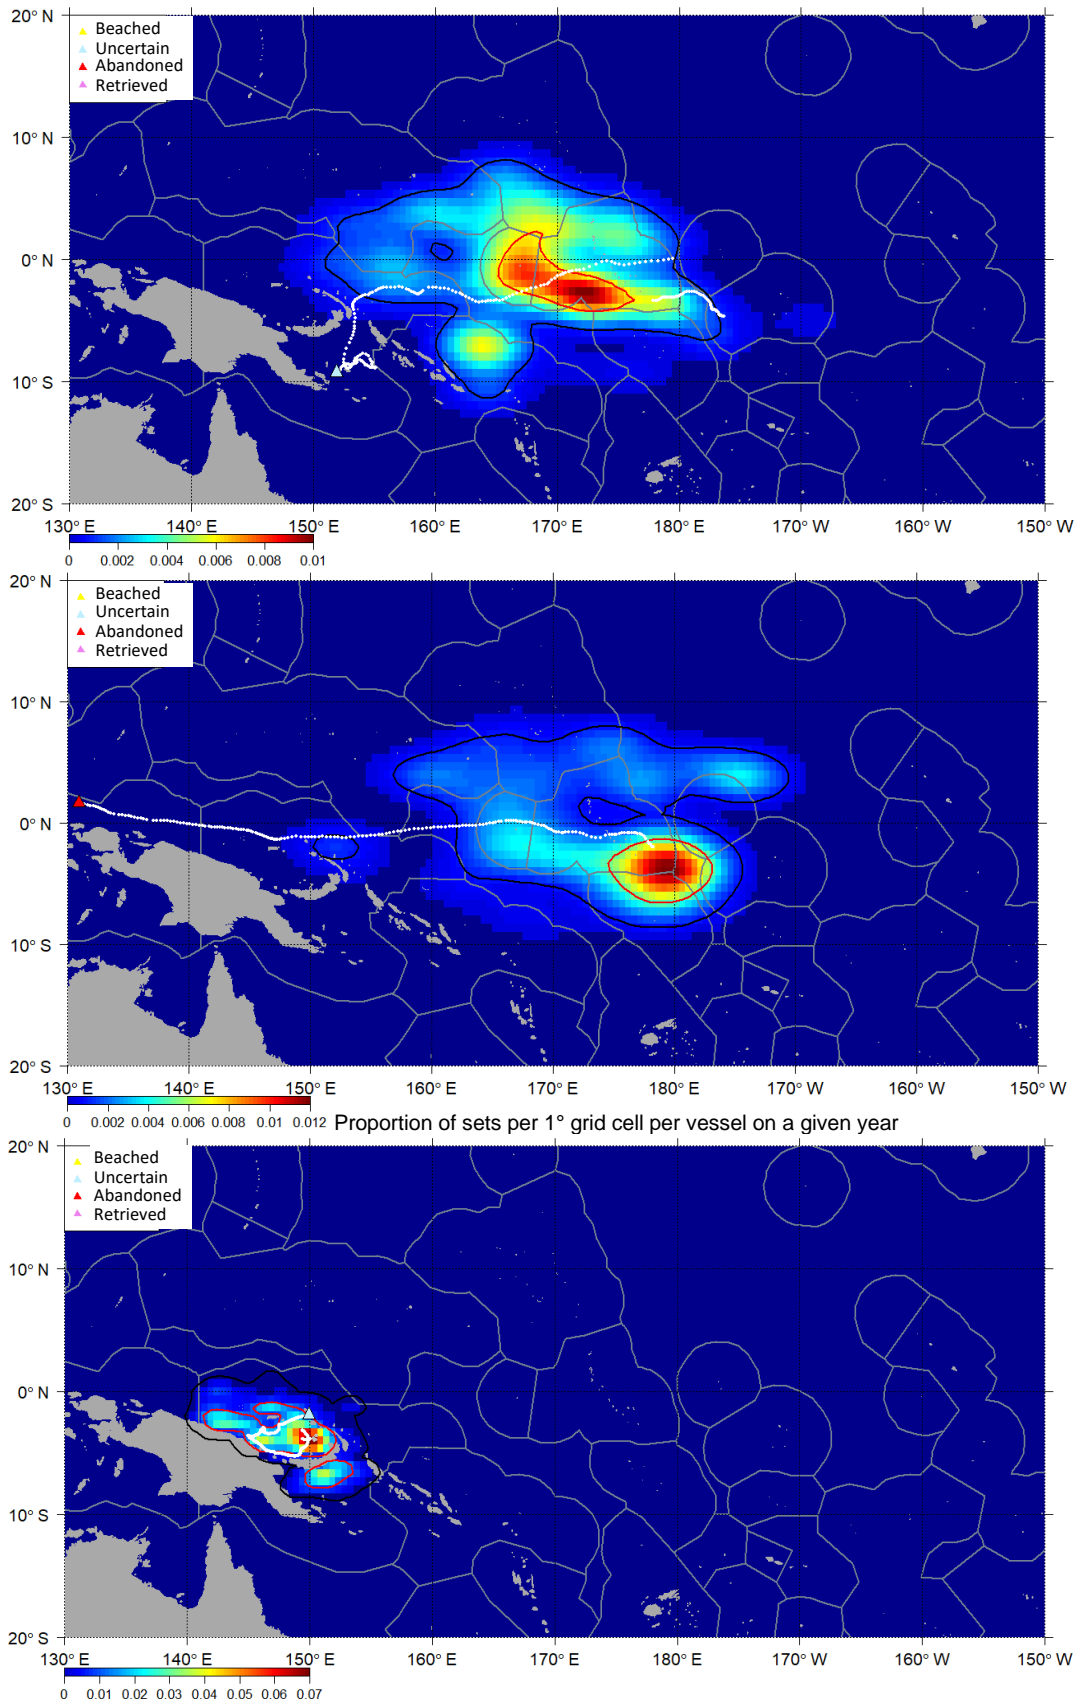 20° N
Beached
Uncertain
Abandoned
Retrieved
10° N
0° N
10° S
20° S
130° E 140° E 150° E 160° E 170° E 180° E 170° W 160° W 150° W
0 0.002 0.004 0.006 0.008 0.01
20° N
Beached
Uncertain
Abandoned
Retrieved
10° N
0° N
10° S
20° S
130° E 140° E 150° E 160° E 170° E 180° E 170° W 160° W 150° W
0 0.002 0.004 0.006 0.008 0.01 0.012 Proportion of sets per 1° grid cell per vessel on a given year
20° N
Beached
Uncertain
Abandoned
Retrieved
10° N
0° N
10° S
20° S
130° E 140° E 150° E 160° E 170° E 180° E 170° W 160° W 150° W
0 0.01 0.02 0.03 0.04 0.05 0.06 0.07